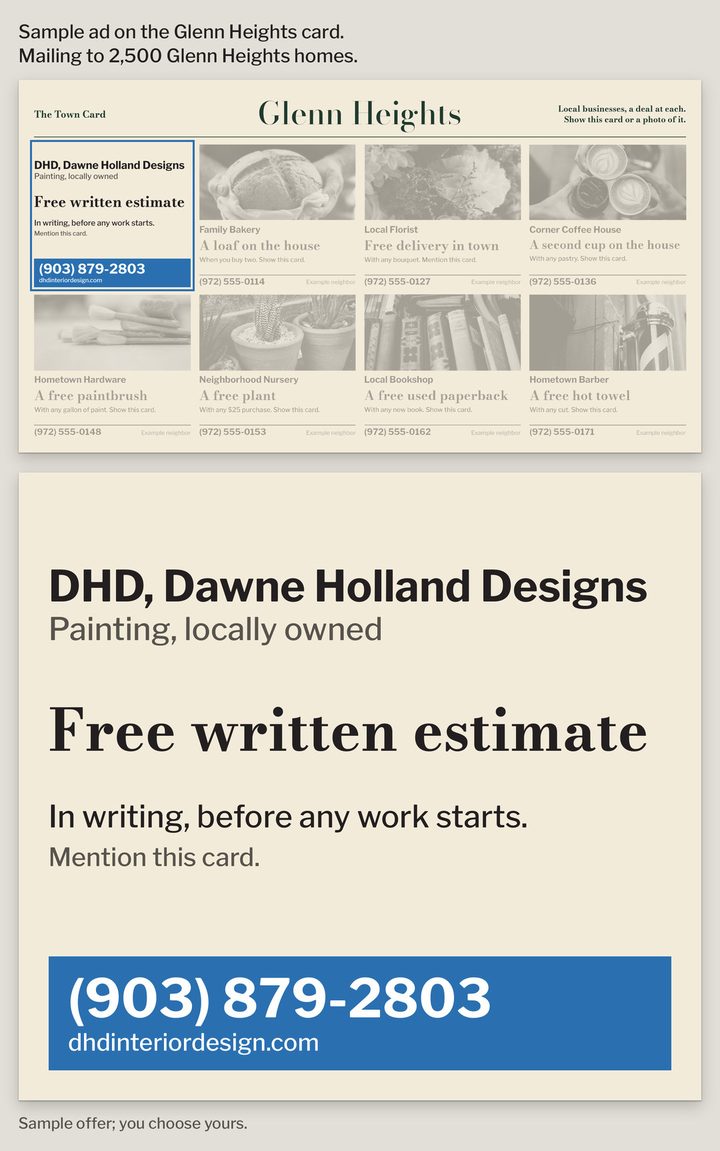 Sample ad on the Glenn Heights card.
Mailing to 2,500 Glenn Heights homes.
The Town Card
Glenn Heights
Local businesses, a deal at each.
Show this card or a photo of it.
DHD, Dawne Holland Designs
Painting, locally owned
Free written estimate
In writing, before any work starts.
Mention this card.
(903) 879-2803
dhdinteriordesign.com
Family Bakery
A loaf on the house
When you buy two. Show this card.
(972) 555-0114
Example neighbor
Local Florist
Free delivery in town
With any bouquet. Mention this card.
(972) 555-0127
Example neighbor
Corner Coffee House
A second cup on the house
With any pastry. Show this card.
(972) 555-0136
Example neighbor
Hometown Hardware
A free paintbrush
With any gallon of paint. Show this card.
(972) 555-0148
Example neighbor
Neighborhood Nursery
A free plant
With any $25 purchase. Show this card.
(972) 555-0153
Example neighbor
Local Bookshop
A free used paperback
With any new book. Show this card.
(972) 555-0162
Example neighbor
Hometown Barber
A free hot towel
With any cut. Show this card.
(972) 555-0171
Example neighbor
DHD, Dawne Holland Designs
Painting, locally owned
Free written estimate
In writing, before any work starts.
Mention this card.
(903) 879-2803
dhdinteriordesign.com
Sample offer; you choose yours.